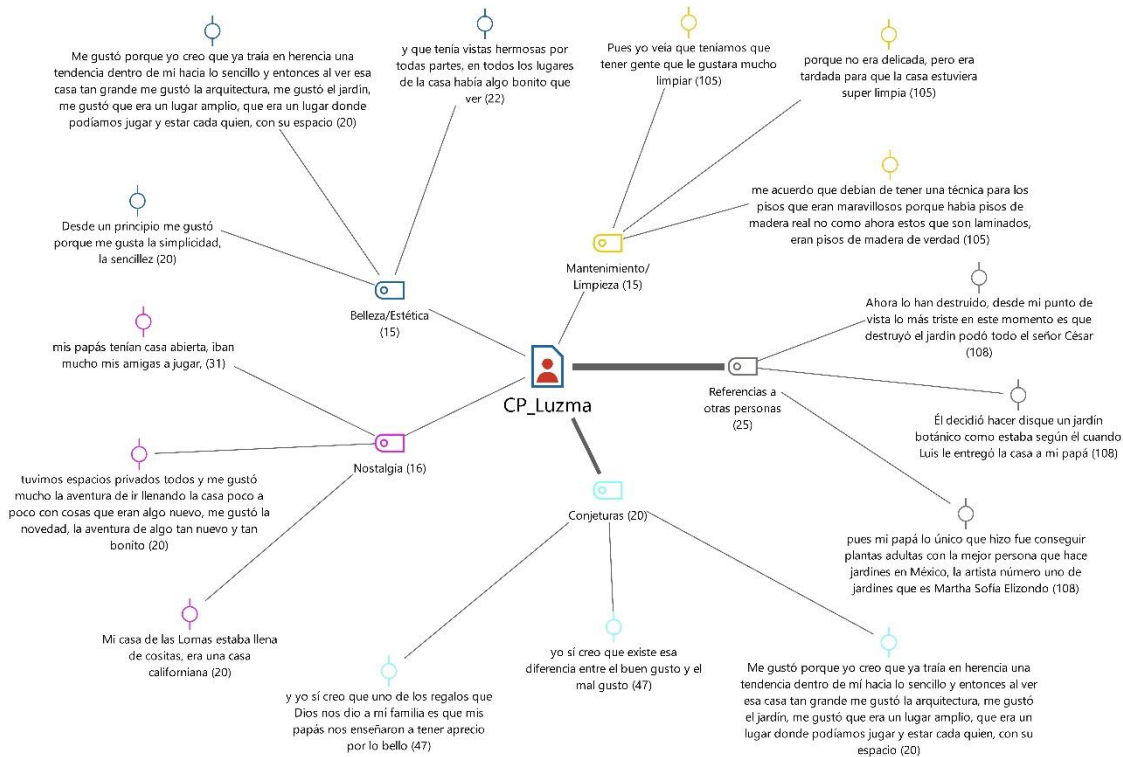 Me gustó porque yo creo que ya traía en herencia una
tendencia dentro de mí hacia lo sencillo y entonces al ver esa
casa tan grande me gustó la arquitectura, me gustó el jardín,
me gustó que era un lugar amplio, que era un lugar donde
podíamos jugar y estar cada quien, con su espacio (20)
y que tenía vistas hermosas por
todas partes, en todos los lugares
de la casa había algo bonito que
ver (22)
Pues yo veía que teníamos que
tener gente que le gustara mucho
limpiar (105)
porque no era delicada, pero era
tardada para que la casa estuviera
super limpia (105)
Desde un principio me gustó
porque me gusta la simplicidad,
la sencillez (20)
me acuerdo que debían de tener una técnica para los
pisos que eran maravillosos porque había pisos de
madera real no como ahora estos que son laminados,
eran pisos de madera de verdad (105)
Mantenimiento/
Limpieza (15)
Belleza/Estética
(15)
Ahora lo han destruido, desde mi punto de
vista lo más triste en este momento es que
destruyó el jardín podó todo el señor César
(108)
mis papás tenían casa abierta, iban
mucho mis amigas a jugar, (31)
CP_Luzma
Referencias a
otras personas
(25)
Él decidió hacer disque un jardín
botánico como estaba según él cuando
Luis le entregó la casa a mi papá (108)
Nostalgia (16)
tuvimos espacios privados todos y me gustó
mucho la aventura de ir llenando la casa poco a
poco con cosas que eran algo nuevo, me gustó la
novedad, la aventura de algo tan nuevo y tan
bonito (20)
Conjeturas (20)
pues mi papá lo único que hizo fue conseguir
plantas adultas con la mejor persona que hace
jardines en México, la artista número uno de
jardines que es Martha Sofía Elizondo (108)
Mi casa de las Lomas estaba llena
de cositas, era una casa
californiana (20)
y yo sí creo que uno de los regalos que
Dios nos dio a mí familia es que mis
papás nos enseñaron a tener aprecio
por lo bello (47)
yo sí creo que existe esa
diferencia entre el buen gusto y el
mal gusto (47)
Me gustó porque yo creo que ya traía en herencia una
tendencia dentro de mí hacia lo sencillo y entonces al ver
esa casa tan grande me gustó la arquitectura, me gustó
el jardín, me gustó que era un lugar amplio, que era un
lugar donde podíamos jugar y estar cada quien, con su
espacio (20)